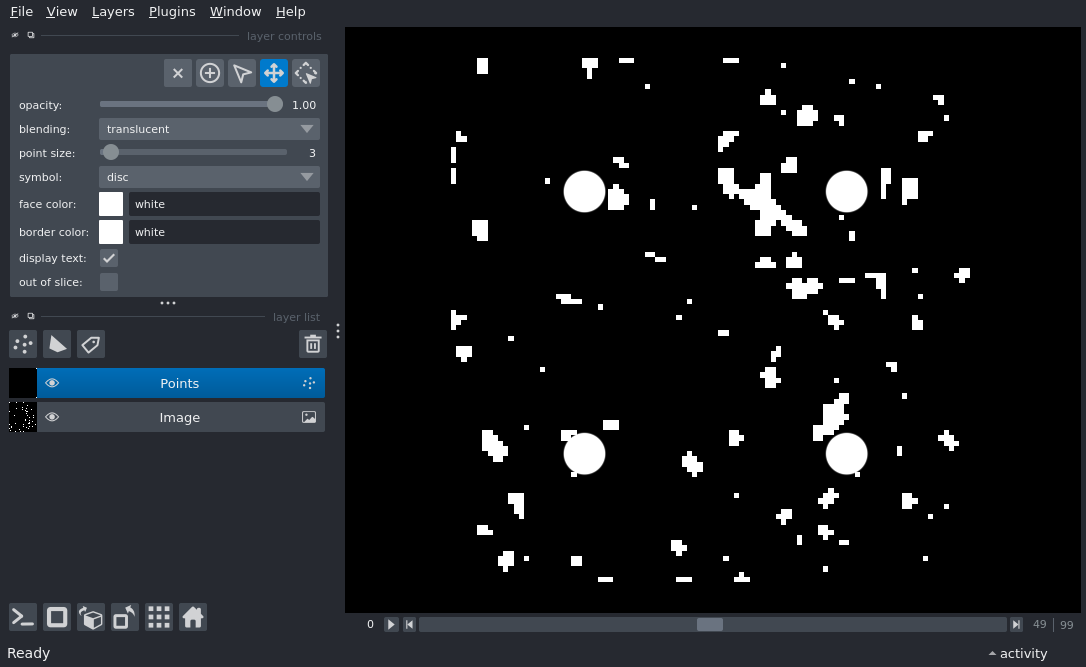 File View Layers Plugins Window Help
layer controls
opacity: 1.00
blending: translucent
point size: 3
symbol: disc
face color: white
border color: white
display text:
out of slice:
layer list
Points
Image
0 49 99
Ready activity